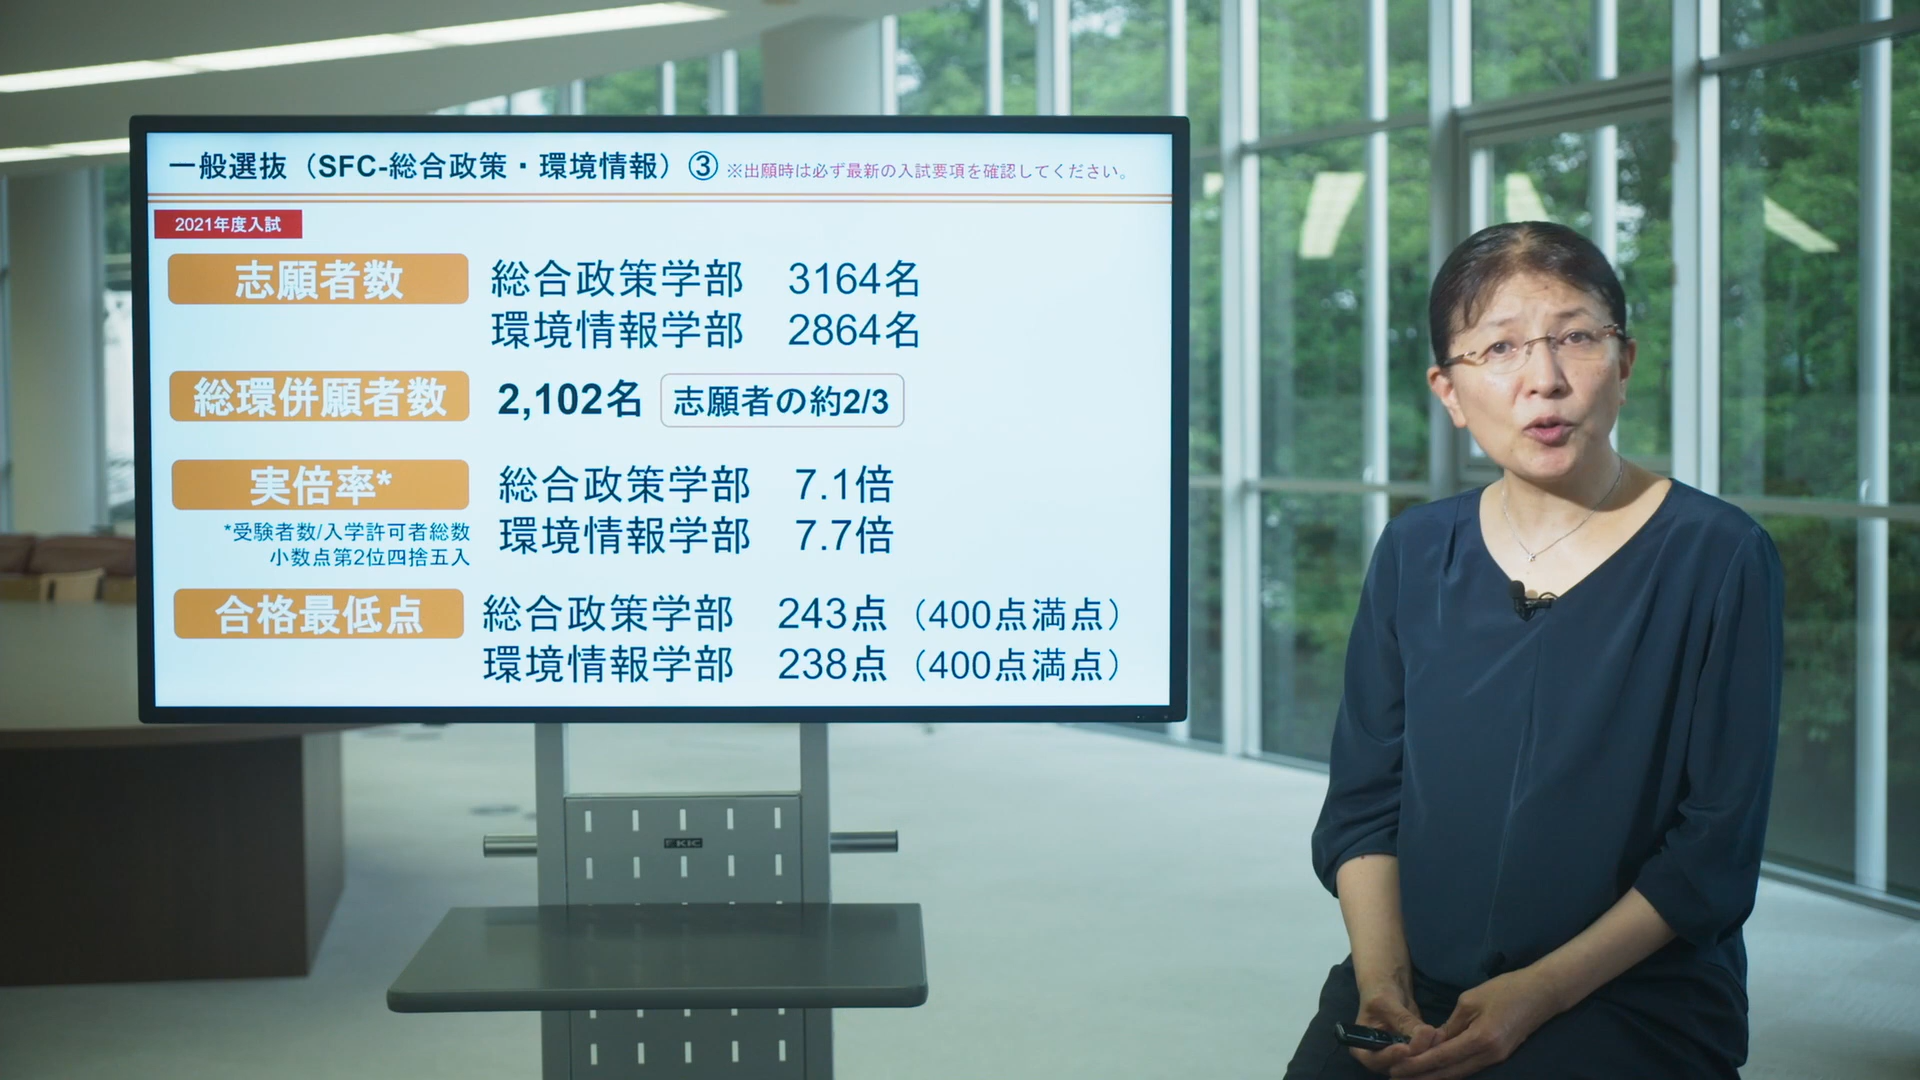 一般選抜（SFC-総合政策・環境情報）③ ※出願時は必ず最新の入試要項を確認してください。
2021年度入試
志願者数 総合政策学部 3164名
環境情報学部 2864名
総環併願者数 2,102名 志願者の約2/3
実倍率* 総合政策学部 7.1倍
環境情報学部 7.7倍
*受験者数/入学許可者総数
小数点第2位四捨五入
合格最低点 総合政策学部 243点（400点満点）
環境情報学部 238点（400点満点）
KIC